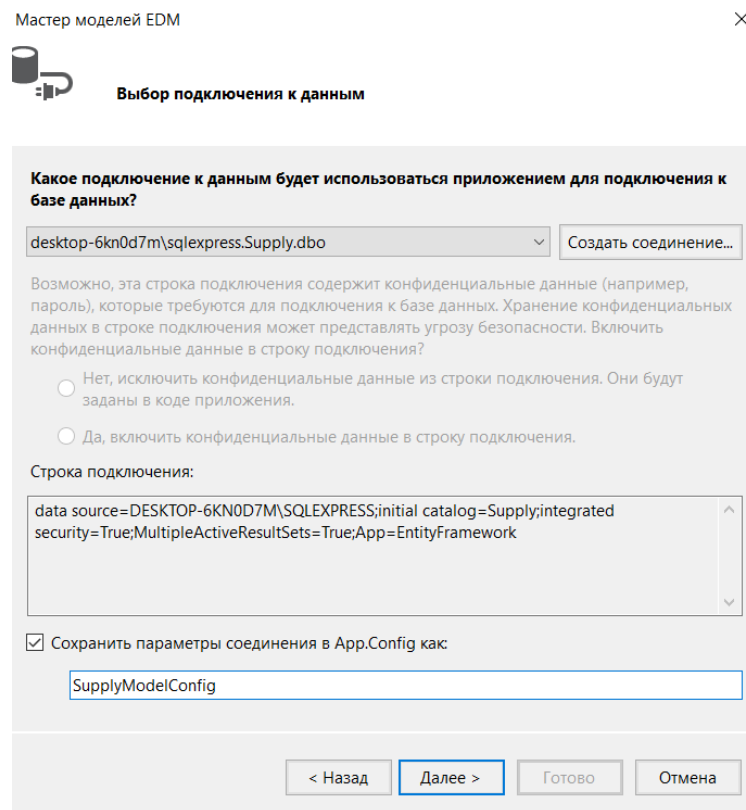 Мастер моделей EDM
Выбор подключения к данным
Какое подключение к данным будет использоваться приложением для подключения к
базе данных?
desktop-6kn0d7m\sqlexpress.Supply.dbo
Создать соединение...
Возможно, эта строка подключения содержит конфиденциальные данные (например,
пароль), которые требуются для подключения к базе данных. Хранение конфиденциальных
данных в строке подключения может представлять угрозу безопасности. Включить
конфиденциальные данные в строку подключения?
Нет, исключить конфиденциальные данные из строки подключения. Они будут
заданы в коде приложения.
Да, включить конфиденциальные данные в строку подключения.
Строка подключения:
data source=DESKTOP-6KN0D7M\SQLEXPRESS;initial catalog=Supply;integrated
security=True;MultipleActiveResultSets=True;App=EntityFramework
Сохранить параметры соединения в App.Config как:
SupplyModelConfig
< Назад
Далее >
Готово
Отмена